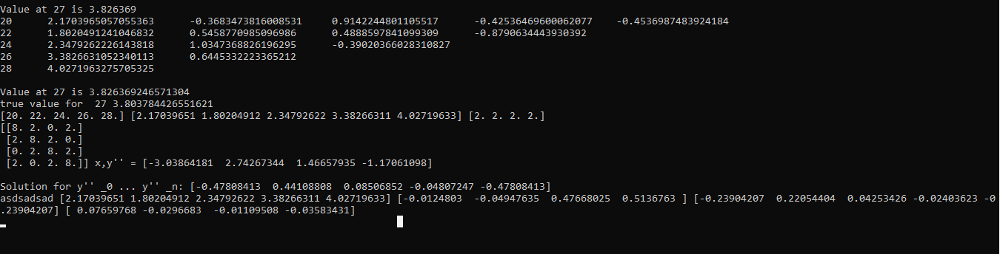 Value at 27 is 3.826369
20 2.1703965057055363 -0.3683473816008531 0.9142244801105517 -0.42536469600062077 -0.4536987483924184
22 1.8020491241046832 0.5458770985096986 0.4888597841099309 -0.8790634443930392
24 2.3479262226143818 1.0347368826196295 -0.39020366028310827
26 3.3826631052340113 0.6445332223365212
28 4.0271963275705325
Value at 27 is 3.826369246571304
true value for  27 3.803784426551621
[20. 22. 24. 26. 28.] [2.17039651 1.80204912 2.34792622 3.38266311 4.02719633] [2. 2. 2. 2.]
[[8. 2. 0. 2.]
 [2. 8. 2. 0.]
 [0. 2. 8. 2.]
 [2. 0. 2. 8.]] x,y'' = [-3.03864181  2.74267344  1.46657935 -1.17061098]
Solution for y'' _0 ... y'' _n: [-0.47808413  0.44108808  0.08506852 -0.04807247 -0.47808413]
asdsadsad [2.17039651 1.80204912 2.34792622 3.38266311 4.02719633] [-0.0124803  -0.04947635  0.47668025  0.5136763 ] [-0.23904207  0.22054404  0.04253426 -0.02403623 -0
.23904207] [ 0.07659768 -0.0296683  -0.01109508 -0.03583431]